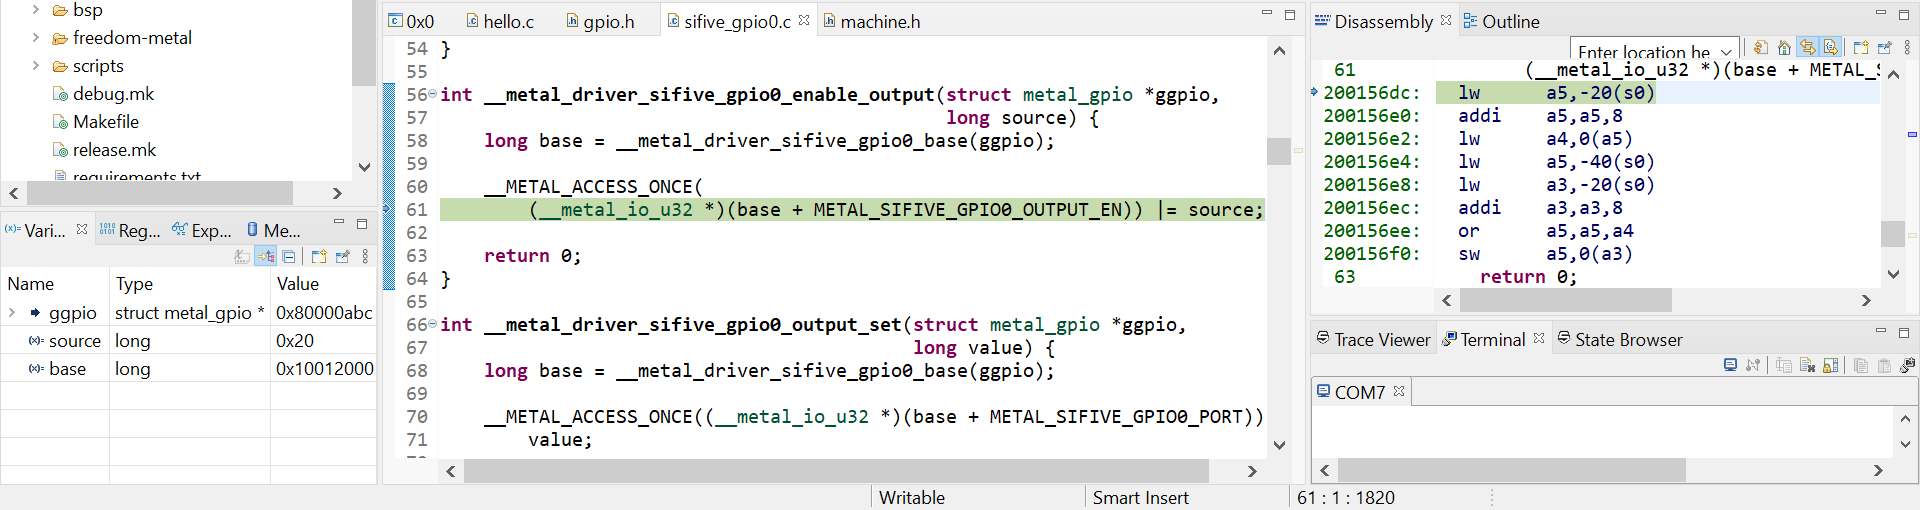 bsp
freedom-metal
scripts
debug.mk
Makefile
release.mk
requirements.txt
Vari...
Reg...
Exp...
Me...
Name Type Value
ggpio struct metal_gpio * 0x80000abc
source long 0x20
base long 0x10012000
0x0
hello.c
gpio.h
sifive_gpio0.c
machine.h
54 }
55
56 int __metal_driver_sifive_gpio0_enable_output(struct metal_gpio *ggpio,
57 long source) {
58 long base = __metal_driver_sifive_gpio0_base(ggpio);
59
60 __METAL_ACCESS_ONCE(
61 (__metal_io_u32 *)(base + METAL_SIFIVE_GPIO0_OUTPUT_EN)) |= source;
62
63 return 0;
64 }
65
66 int __metal_driver_sifive_gpio0_output_set(struct metal_gpio *ggpio,
67 long value) {
68 long base = __metal_driver_sifive_gpio0_base(ggpio);
69
70 __METAL_ACCESS_ONCE((__metal_io_u32 *)(base + METAL_SIFIVE_GPIO0_PORT))
71 value;
Disassembly
Outline
Enter location he
61 (__metal_io_u32 *)(base + METAL_S
200156dc: lw a5,-20(s0)
200156e0: addi a5,a5,8
200156e2: lw a4,0(a5)
200156e4: lw a5,-40(s0)
200156e8: lw a3,-20(s0)
200156ec: addi a3,a3,8
200156ee: or a5,a5,a4
200156f0: sw a5,0(a3)
63 return 0;
Trace Viewer
Terminal
State Browser
COM7
Writable
Smart Insert
61 : 1 : 1820